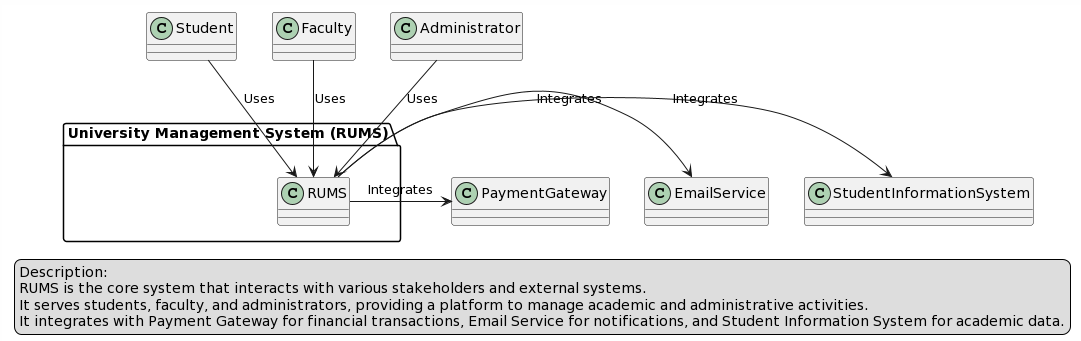 C Student
C Faculty
C Administrator
Uses
Uses
Uses
Integrates
Integrates
University Management System (RUMS)
C RUMS
Integrates
C PaymentGateway
C EmailService
C StudentInformationSystem
Description:
RUMS is the core system that interacts with various stakeholders and external systems.
It serves students, faculty, and administrators, providing a platform to manage academic and administrative activities.
It integrates with Payment Gateway for financial transactions, Email Service for notifications, and Student Information System for academic data.